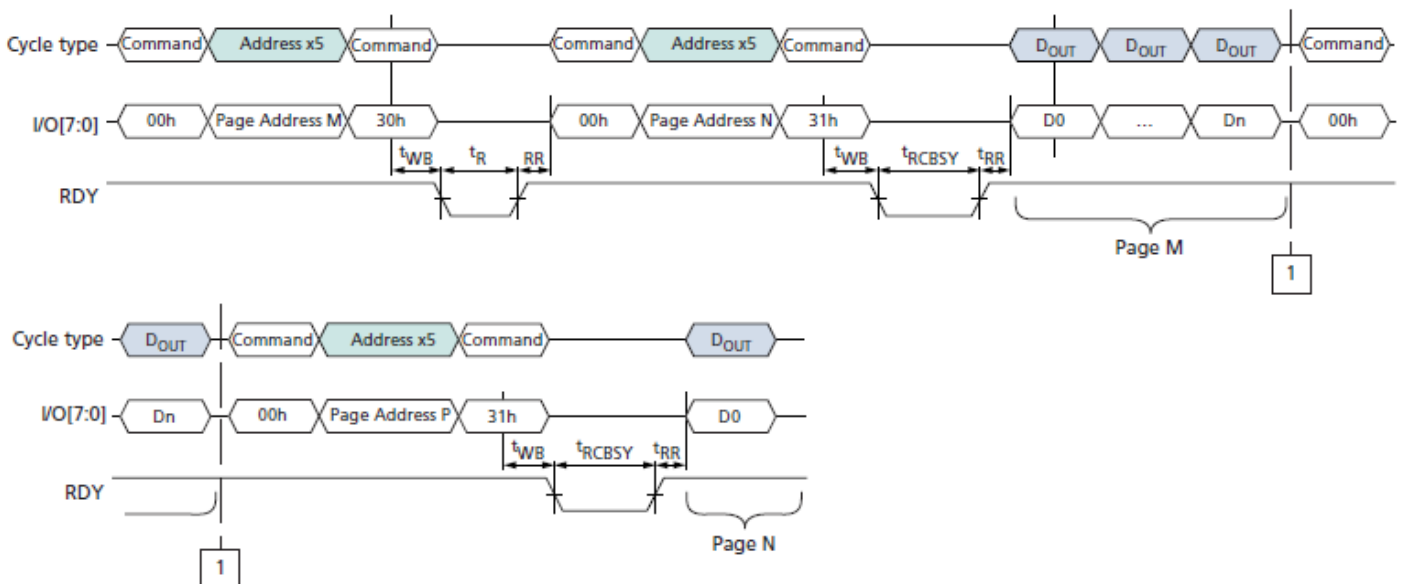 Cycle type Command Address x5 Command Command Address x5 Command DOUT DOUT DOUT Command
I/O[7:0] 00h Page Address M 30h 00h Page Address N 31h D0 ... Dn 00h
tWB tR RR tWB tRCBSY tRR
RDY
Page M
1
Cycle type DOUT Command Address x5 Command DOUT
I/O[7:0] Dn 00h Page Address P 31h D0
tWB tRCBSY tRR
RDY
Page N
1